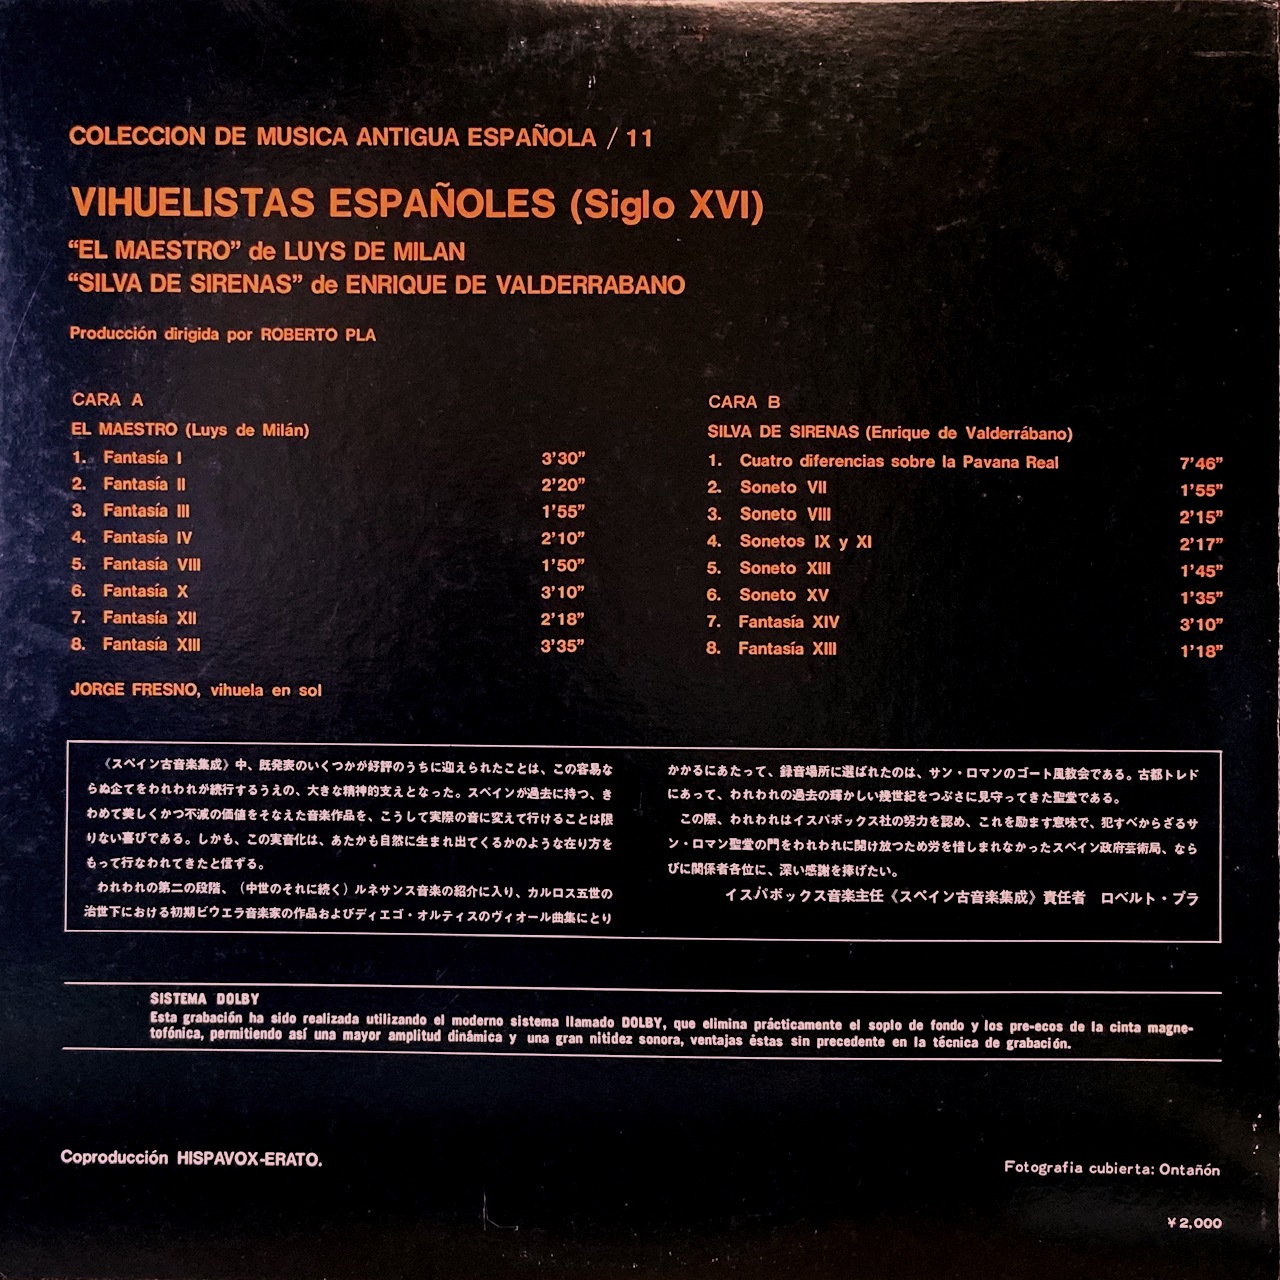 COLECCION DE MUSICA ANTIGUA ESPAÑOLA / 11
VIHUELISTAS ESPAÑOLES (Siglo XVI)
“EL MAESTRO” de LUYS DE MILAN
“SILVA DE SIRENAS” de ENRIQUE DE VALDERRABANO
Producción dirigida por ROBERTO PLA
CARA A
EL MAESTRO (Luys de Milán)
1. Fantasía I 3’30”
2. Fantasía II 2’20”
3. Fantasía III 1’55”
4. Fantasía IV 2’10”
5. Fantasía VIII 1’50”
6. Fantasía X 3’10”
7. Fantasía XII 2’18”
8. Fantasía XIII 3’35”
JORGE FRESNO, vihuela en sol
CARA B
SILVA DE SIRENAS (Enrique de Valderrábano)
1. Cuatro diferencias sobre la Pavana Real 7’46”
2. Soneto VII 1’55”
3. Soneto VIII 2’15”
4. Sonetos IX y XI 2’17”
5. Soneto XIII 1’45”
6. Soneto XV 1’35”
7. Fantasía XIV 3’10”
8. Fantasía XIII 1’18”
《スペイン古音楽集成》中、既発表のいくつかが好評のうちに迎えられたことは、この容易な
らぬ企てをわれわれが続行するうえの、大きな精神的支えとなった。スペインが過去に持つ、き
わめて美しくかつ不滅の価値をそなえた音楽作品を、こうして実際の音に変えて行けることは限
りない喜びである。しかも、この実音化は、あたかも自然に生まれ出てくるかのような在り方を
もって行なわれてきたと信ずる。
われわれの第二の段階、（中世のそれに続く）ルネサンス音楽の紹介に入り、カルロス五世の
治世下における初期ビウエラ音楽家の作品およびディエゴ・オルティスのヴィオール曲集にとり
かかるにあたって、録音場所に選ばれたのは、サン・ロマンのゴート風教会である。古都トレド
にあって、われわれの過去の輝かしい幾世紀をつぶさに見守ってきた聖堂である。
この際、われわれはイスパボックス社の努力を認め、これを励ます意味で、犯すべからざるサ
ン・ロマン聖堂の門をわれわれに開け放つため労を惜しまれなかったスペイン政府芸術局、なら
びに関係者各位に、深い感謝を捧げたい。
イスパボックス音楽主任《スペイン古音楽集成》責任者 ロベルト・プラ
SISTEMA DOLBY
Esta grabación ha sido realizada utilizando el moderno sistema llamado DOLBY, que elimina prácticamente el soplo de fondo y los pre-ecos de la cinta magne-
tofónica, permitiendo así una mayor amplitud dinámica y una gran nitidez sonora, ventajas éstas sin precedente en la técnica de grabación.
Coproducción HISPAVOX-ERATO.
Fotografia cubierta: Ontañón
¥2,000